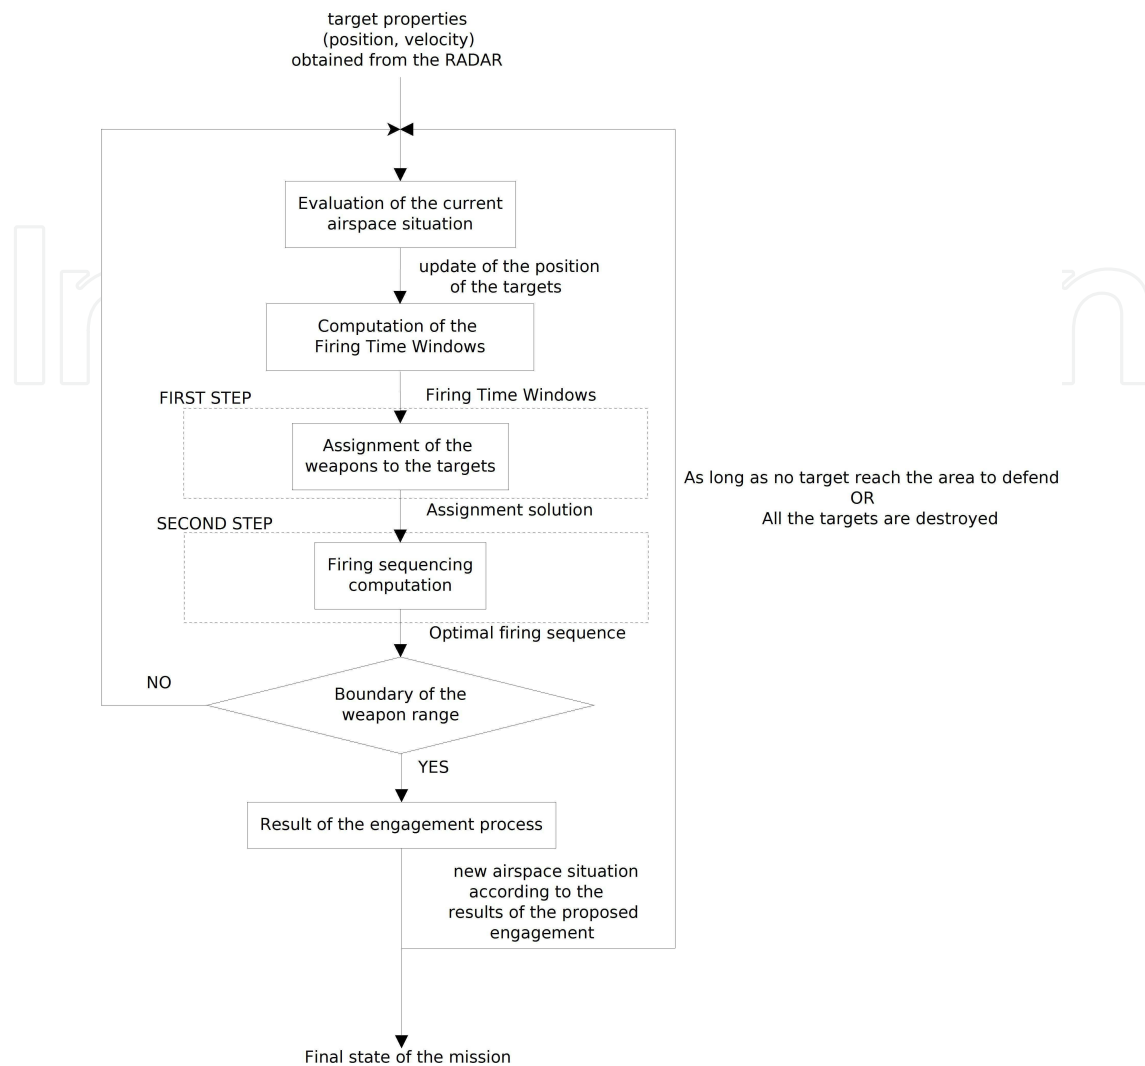 target properties
(position, velocity)
obtained from the RADAR
Evaluation of the current
airspace situation
update of the position
of the targets
Computation of the
Firing Time Windows
FIRST STEP
Firing Time Windows
Assignment of the
weapons to the targets
As long as no target reach the area to defend
OR
All the targets are destroyed
Assignment solution
SECOND STEP
Firing sequencing
computation
Optimal firing sequence
NO
Boundary of the
weapon range
YES
Result of the engagement process
new airspace situation
according to the
results of the proposed
engagement
Final state of the mission